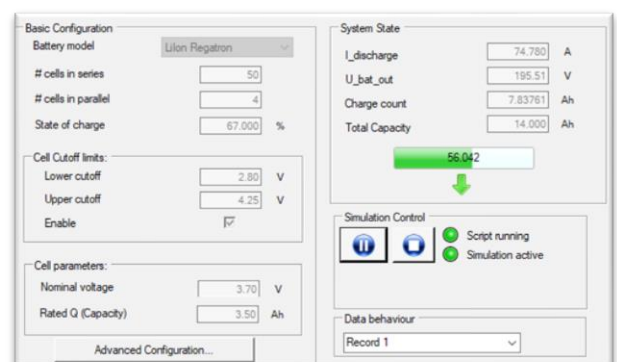 Basic Configuration
Battery model LiIon Regatron
# cells in series 50
# cells in parallel 4
State of charge 67.000 %
Cell Cutoff limits:
Lower cutoff 2.80 V
Upper cutoff 4.25 V
Enable
Cell parameters:
Nominal voltage 3.70 V
Rated Q (Capacity) 3.50 Ah
Advanced Configuration...
System State
I_discharge 74.780 A
U_bat_out 195.51 V
Charge count 7.83761 Ah
Total Capacity 14.000 Ah
56.042
Simulation Control
Script running
Simulation active
Data behaviour
Record 1